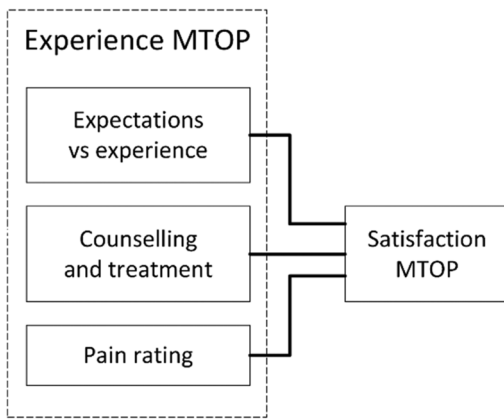 Experience MTOP
Expectations
vs experience
Counselling
and treatment
Pain rating
Satisfaction
MTOP